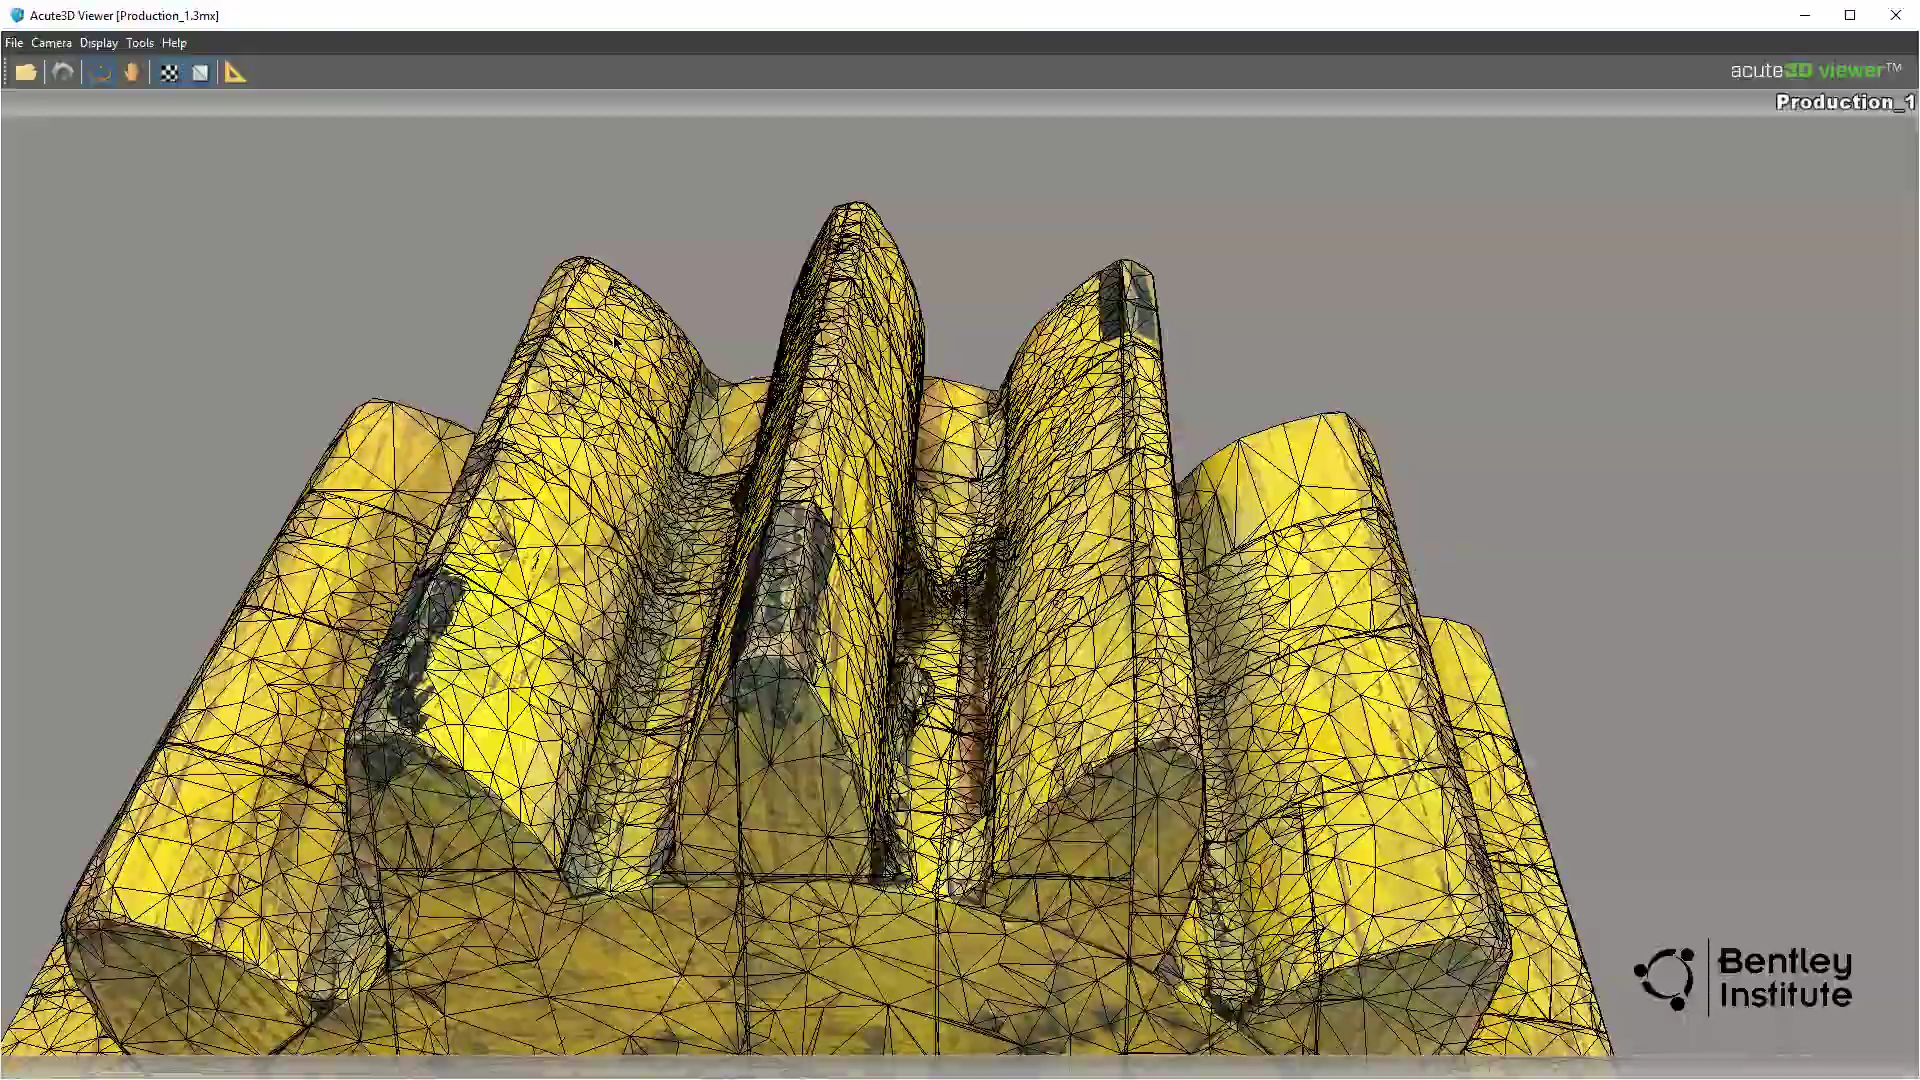 Acute3D Viewer [Production_1.3mx]
File Camera Display Tools Help
acute3D viewer™
Production_1
Bentley
Institute